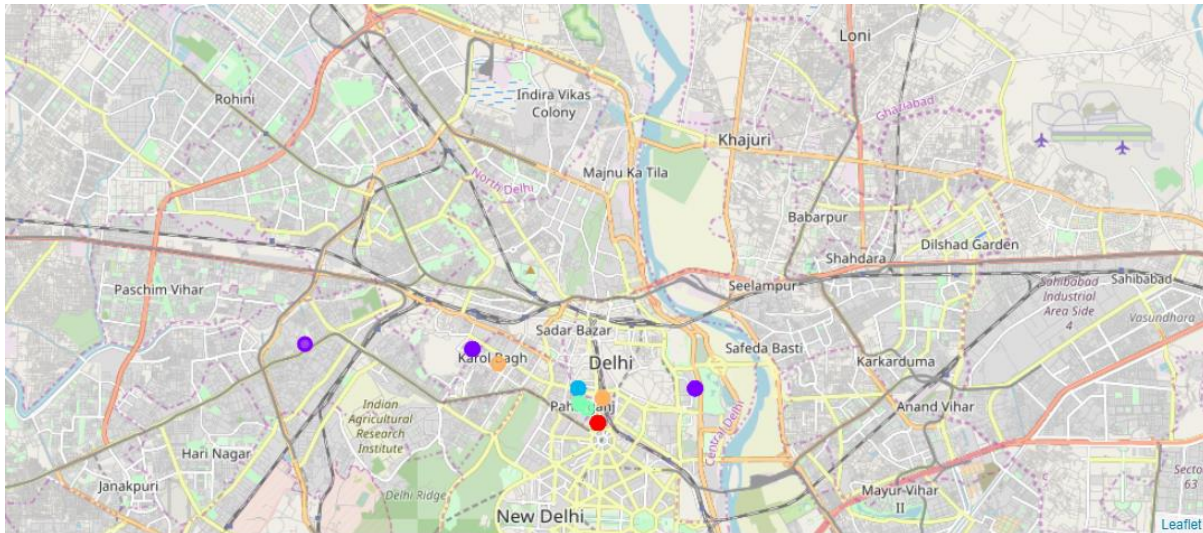 Loni
Rohini
Indira Vikas
Colony
Ghaziabad
Khajuri
North Delhi
Majnu Ka Tila
Babarpur
Dilshad Garden
Shahdara
Paschim Vihar
Seelampur
Sahibabad
Sahibabad
Industrial
Area Side
4
Vasundhara
Sadar Bazar
Safeda Basti
Karol Bagh
Delhi
Karkarduma
Indian
Agricultural
Research
Institute
Anand Vihar
Central Delhi
Hari Nagar
Janakpuri
Delhi Ridge
Mayur Vihar
II
Secto
63
New Delhi
Leaflet